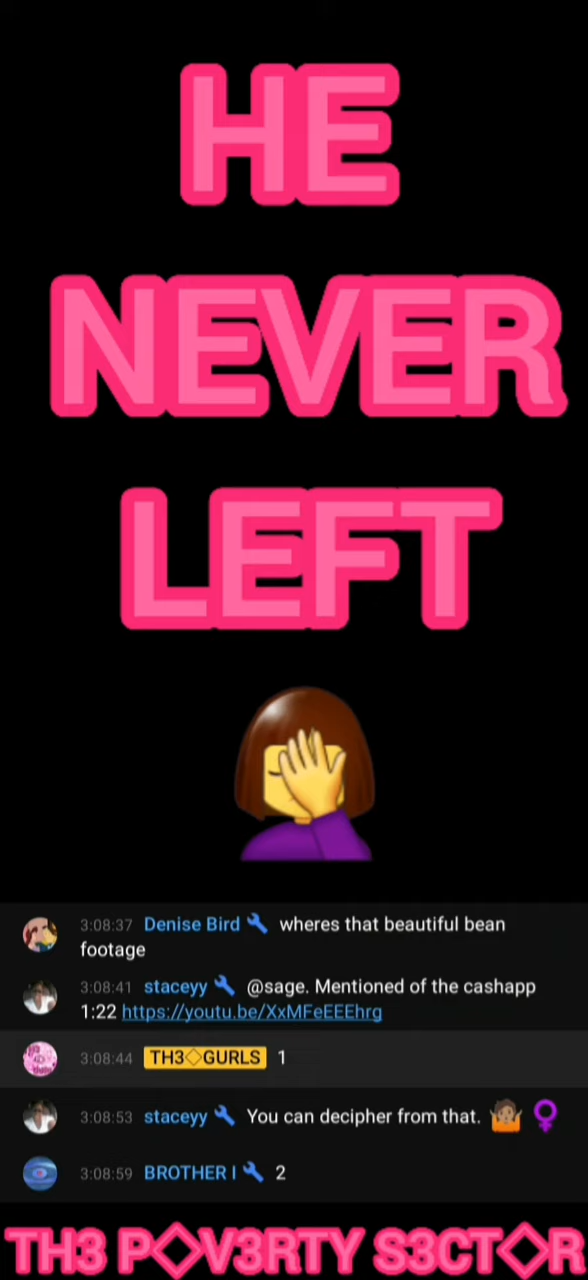 HE
NEVER
LEFT
3:08:37 Denise Bird wheres that beautiful bean
footage
3:08:41 staceyy @sage. Mentioned of the cashapp
1:22 https://youtu.be/XxMFeEEEhrg
3:08:44 TH3◇GURLS 1
3:08:53 staceyy You can decipher from that. 🤷🏽‍♀
3:08:59 BROTHER I 2
TH3 P◇V3RTY S3CT◇R